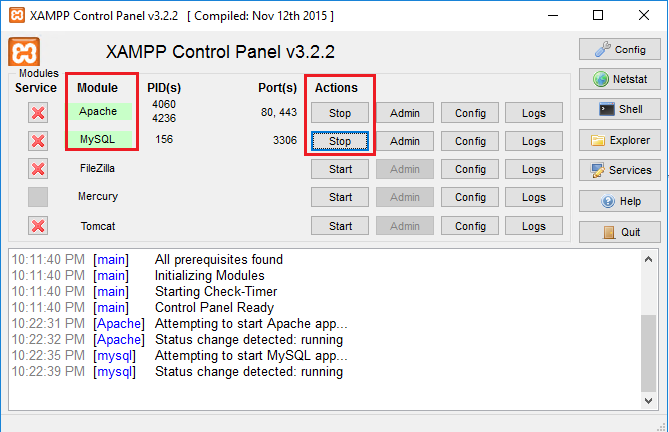 XAMPP Control Panel v3.2.2 [ Compiled: Nov 12th 2015 ]
XAMPP Control Panel v3.2.2
Config
Modules
Service Module PID(s) Port(s) Actions
Netstat
Apache 4060 4236 80, 443 Stop Admin Config Logs
Shell
MySQL 156 3306 Stop Admin Config Logs
Explorer
FileZilla Start Admin Config Logs
Services
Mercury Start Admin Config Logs
Help
Tomcat Start Admin Config Logs
Quit
10:11:40 PM [main] All prerequisites found
10:11:40 PM [main] Initializing Modules
10:11:40 PM [main] Starting Check-Timer
10:11:40 PM [main] Control Panel Ready
10:22:31 PM [Apache] Attempting to start Apache app...
10:22:32 PM [Apache] Status change detected: running
10:22:35 PM [mysql] Attempting to start MySQL app...
10:22:39 PM [mysql] Status change detected: running